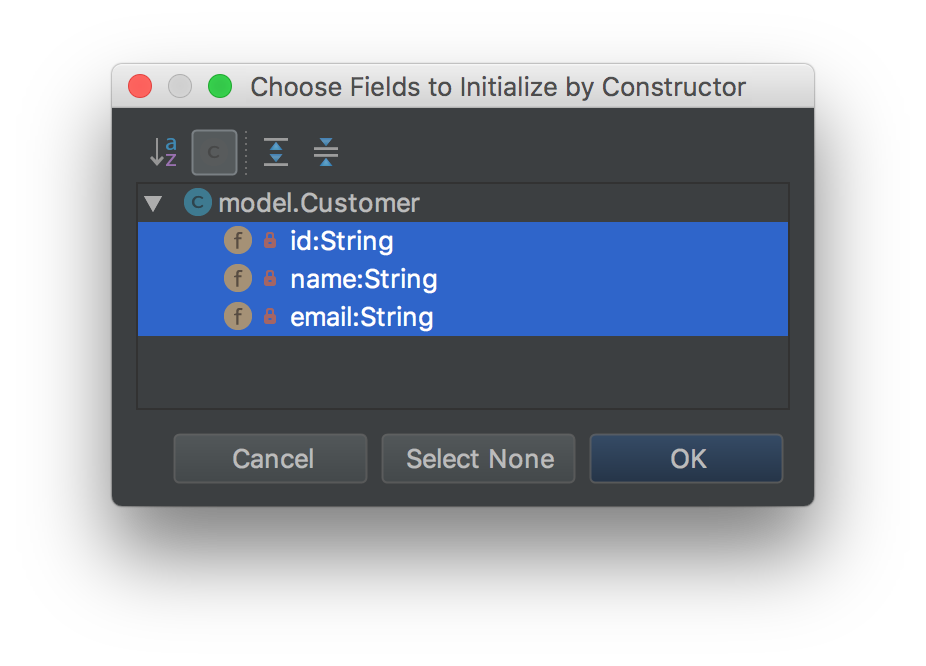 Choose Fields to Initialize by Constructor
a
z
C
C model.Customer
f id:String
f name:String
f email:String
Cancel Select None OK